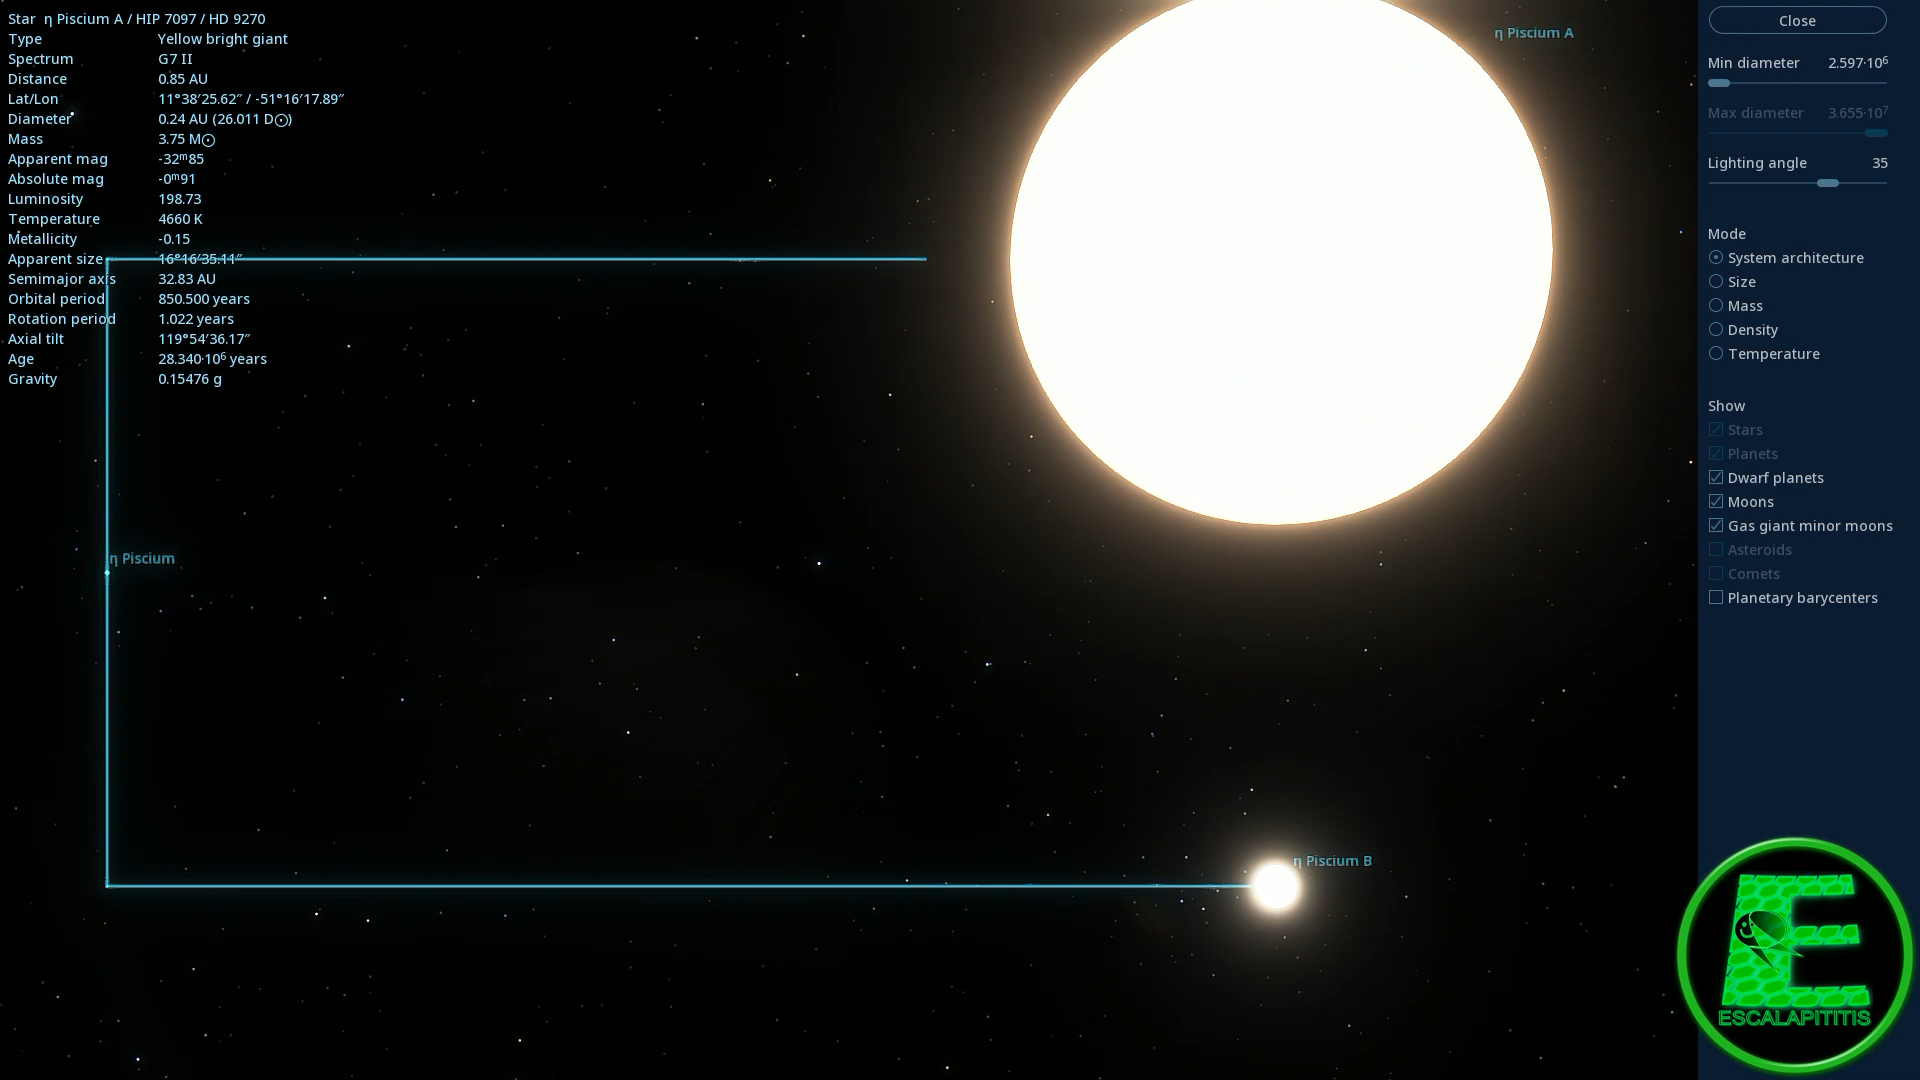 Star η Piscium A / HIP 7097 / HD 9270
Type Yellow bright giant
Spectrum G7 II
Distance 0.85 AU
Lat/Lon 11°38′25.62″ / -51°16′17.89″
Diameter 0.24 AU (26.011 D☉)
Mass 3.75 M☉
Apparent mag -32ᵐ85
Absolute mag -0ᵐ91
Luminosity 198.73
Temperature 4660 K
Metallicity -0.15
Apparent size 16°16′35.11″
Semimajor axis 32.83 AU
Orbital period 850.500 years
Rotation period 1.022 years
Axial tilt 119°54′36.17″
Age 28.340·10⁶ years
Gravity 0.15476 g
η Piscium A
η Piscium
η Piscium B
Close
Min diameter 2.597·10⁶
Max diameter 3.655·10⁷
Lighting angle 35
Mode
System architecture
Size
Mass
Density
Temperature
Show
Stars
Planets
Dwarf planets
Moons
Gas giant minor moons
Asteroids
Comets
Planetary barycenters
E
ESCALAPITITIS